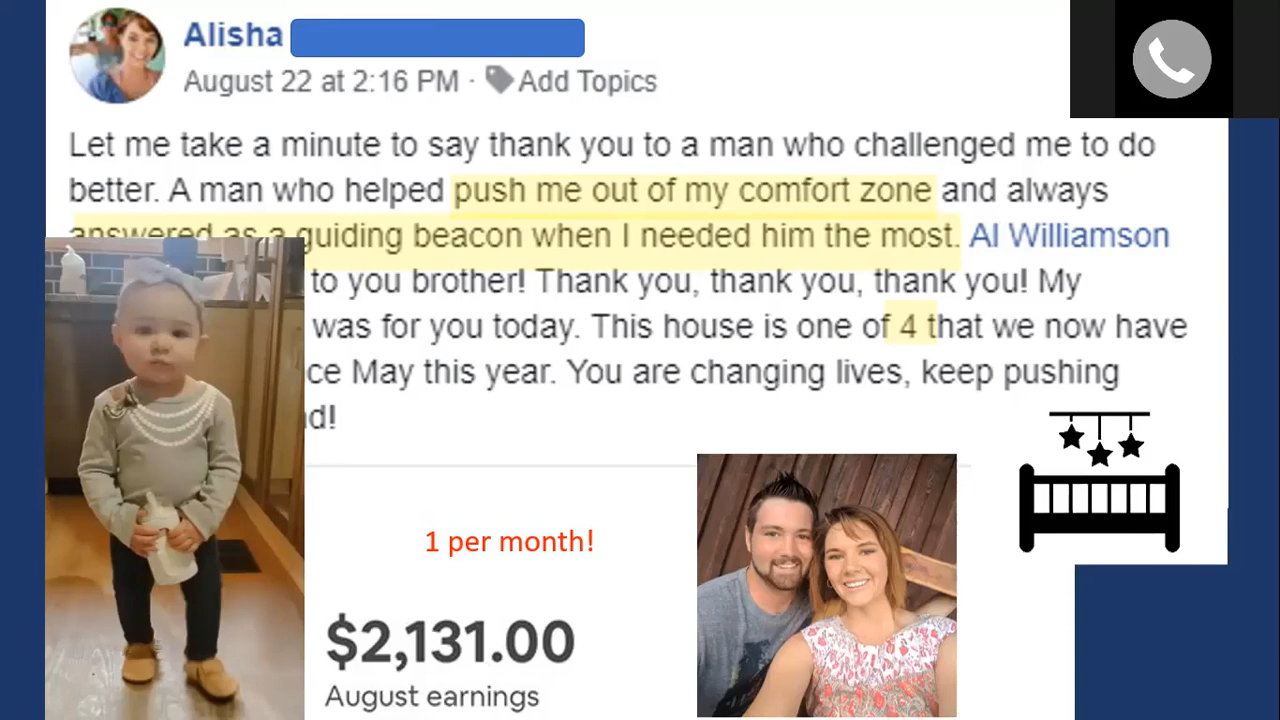 Alisha
August 22 at 2:16 PM · Add Topics
Let me take a minute to say thank you to a man who challenged me to do
better. A man who helped push me out of my comfort zone and always
answered as a guiding beacon when I needed him the most. Al Williamson
to you brother! Thank you, thank you, thank you! My
was for you today. This house is one of 4 that we now have
ce May this year. You are changing lives, keep pushing
d!
1 per month!
$2,131.00
August earnings